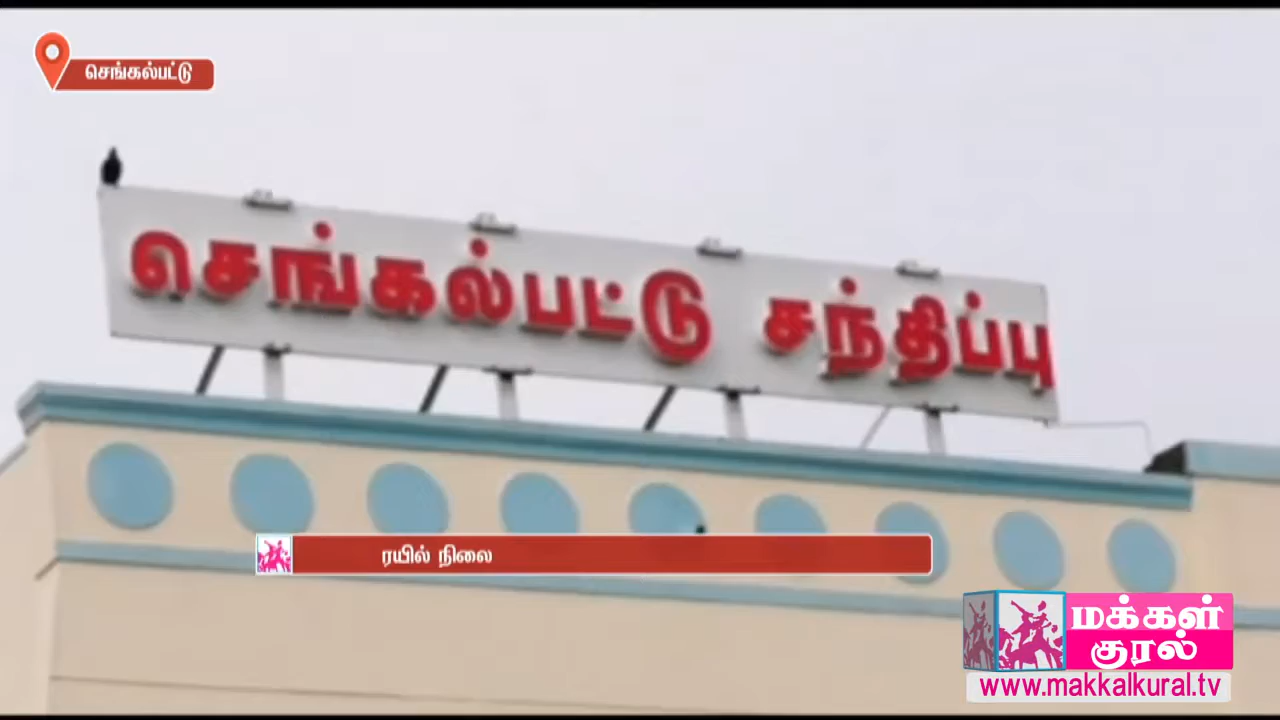 செங்கல்பட்டு
செங்கல்பட்டு சந்திப்பு
ரயில் நிலை
மக்கள்
குரல்
www.makkalkural.tv